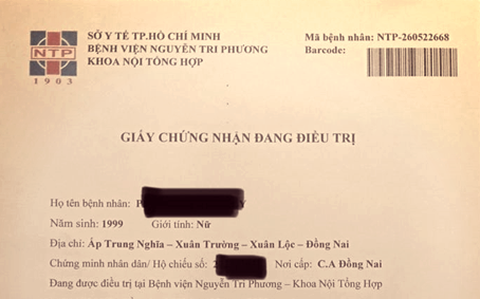 SỞ Y TẾ TP.HỒ CHÍ MINH
BỆNH VIỆN NGUYỄN TRI PHƯƠNG
KHOA NỘI TỔNG HỢP
NTP
1903
Mã bệnh nhân: NTP-260522668
Barcode:
GIẤY CHỨNG NHẬN ĐANG ĐIỀU TRỊ
Họ tên bệnh nhân:
Năm sinh: 1999 Giới tính: Nữ
Địa chỉ: Ấp Trung Nghĩa – Xuân Trường – Xuân Lộc – Đồng Nai
Chứng minh nhân dân/ Hộ chiếu số: Nơi cấp: C.A Đồng Nai
Đang được điều trị tại Bệnh viện Nguyễn Tri Phương – Khoa Nội Tổng Hợp